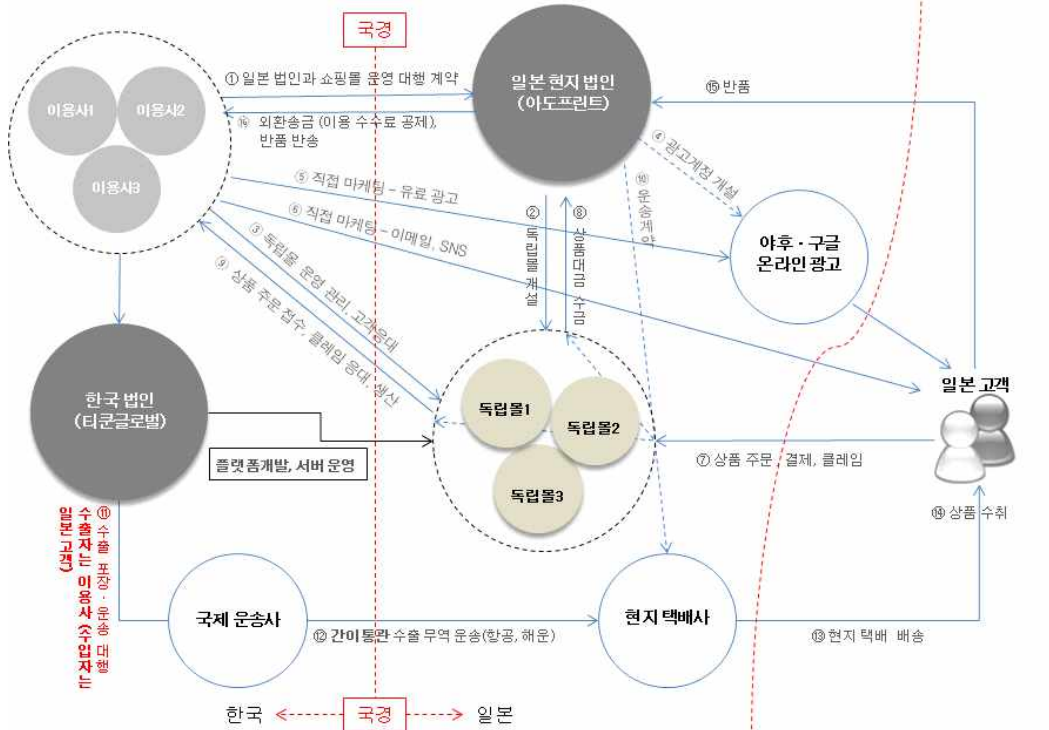 국경
① 일본 법인과 쇼핑몰 운영 대행 계약
일본 현지 법인
(아도프린트)
⑮ 반품
이용사1
이용사2
이용사3
⑯ 외환송금 (이용 수수료 공제),
반품 반송
④ 광고계정 개설
⑤ 직접 마케팅 – 유료 광고
⑩ 운송계약
⑥ 직접 마케팅 – 이메일, SNS
② 독립몰 개설
⑧ 상품대금 수금
야후 · 구글
온라인 광고
③ 독립몰 운영 관리, 고객응대
⑨ 상품 주문 접수, 클레임 응대, 생산
한국 법인
(티쿤글로벌)
플랫폼개발, 서버 운영
독립몰1
독립몰2
독립몰3
일본 고객
⑦ 상품 주문 , 결제, 클레임
⑪ 수출 포장 · 운송 대행
수출자는 이용사 (수입자는
일본 고객)
⑭ 상품 수취
국제 운송사
⑫ 간이통관 수출 무역 운송(항공, 해운)
현지 택배사
⑬ 현지 택배 배송
한국
국경
일본